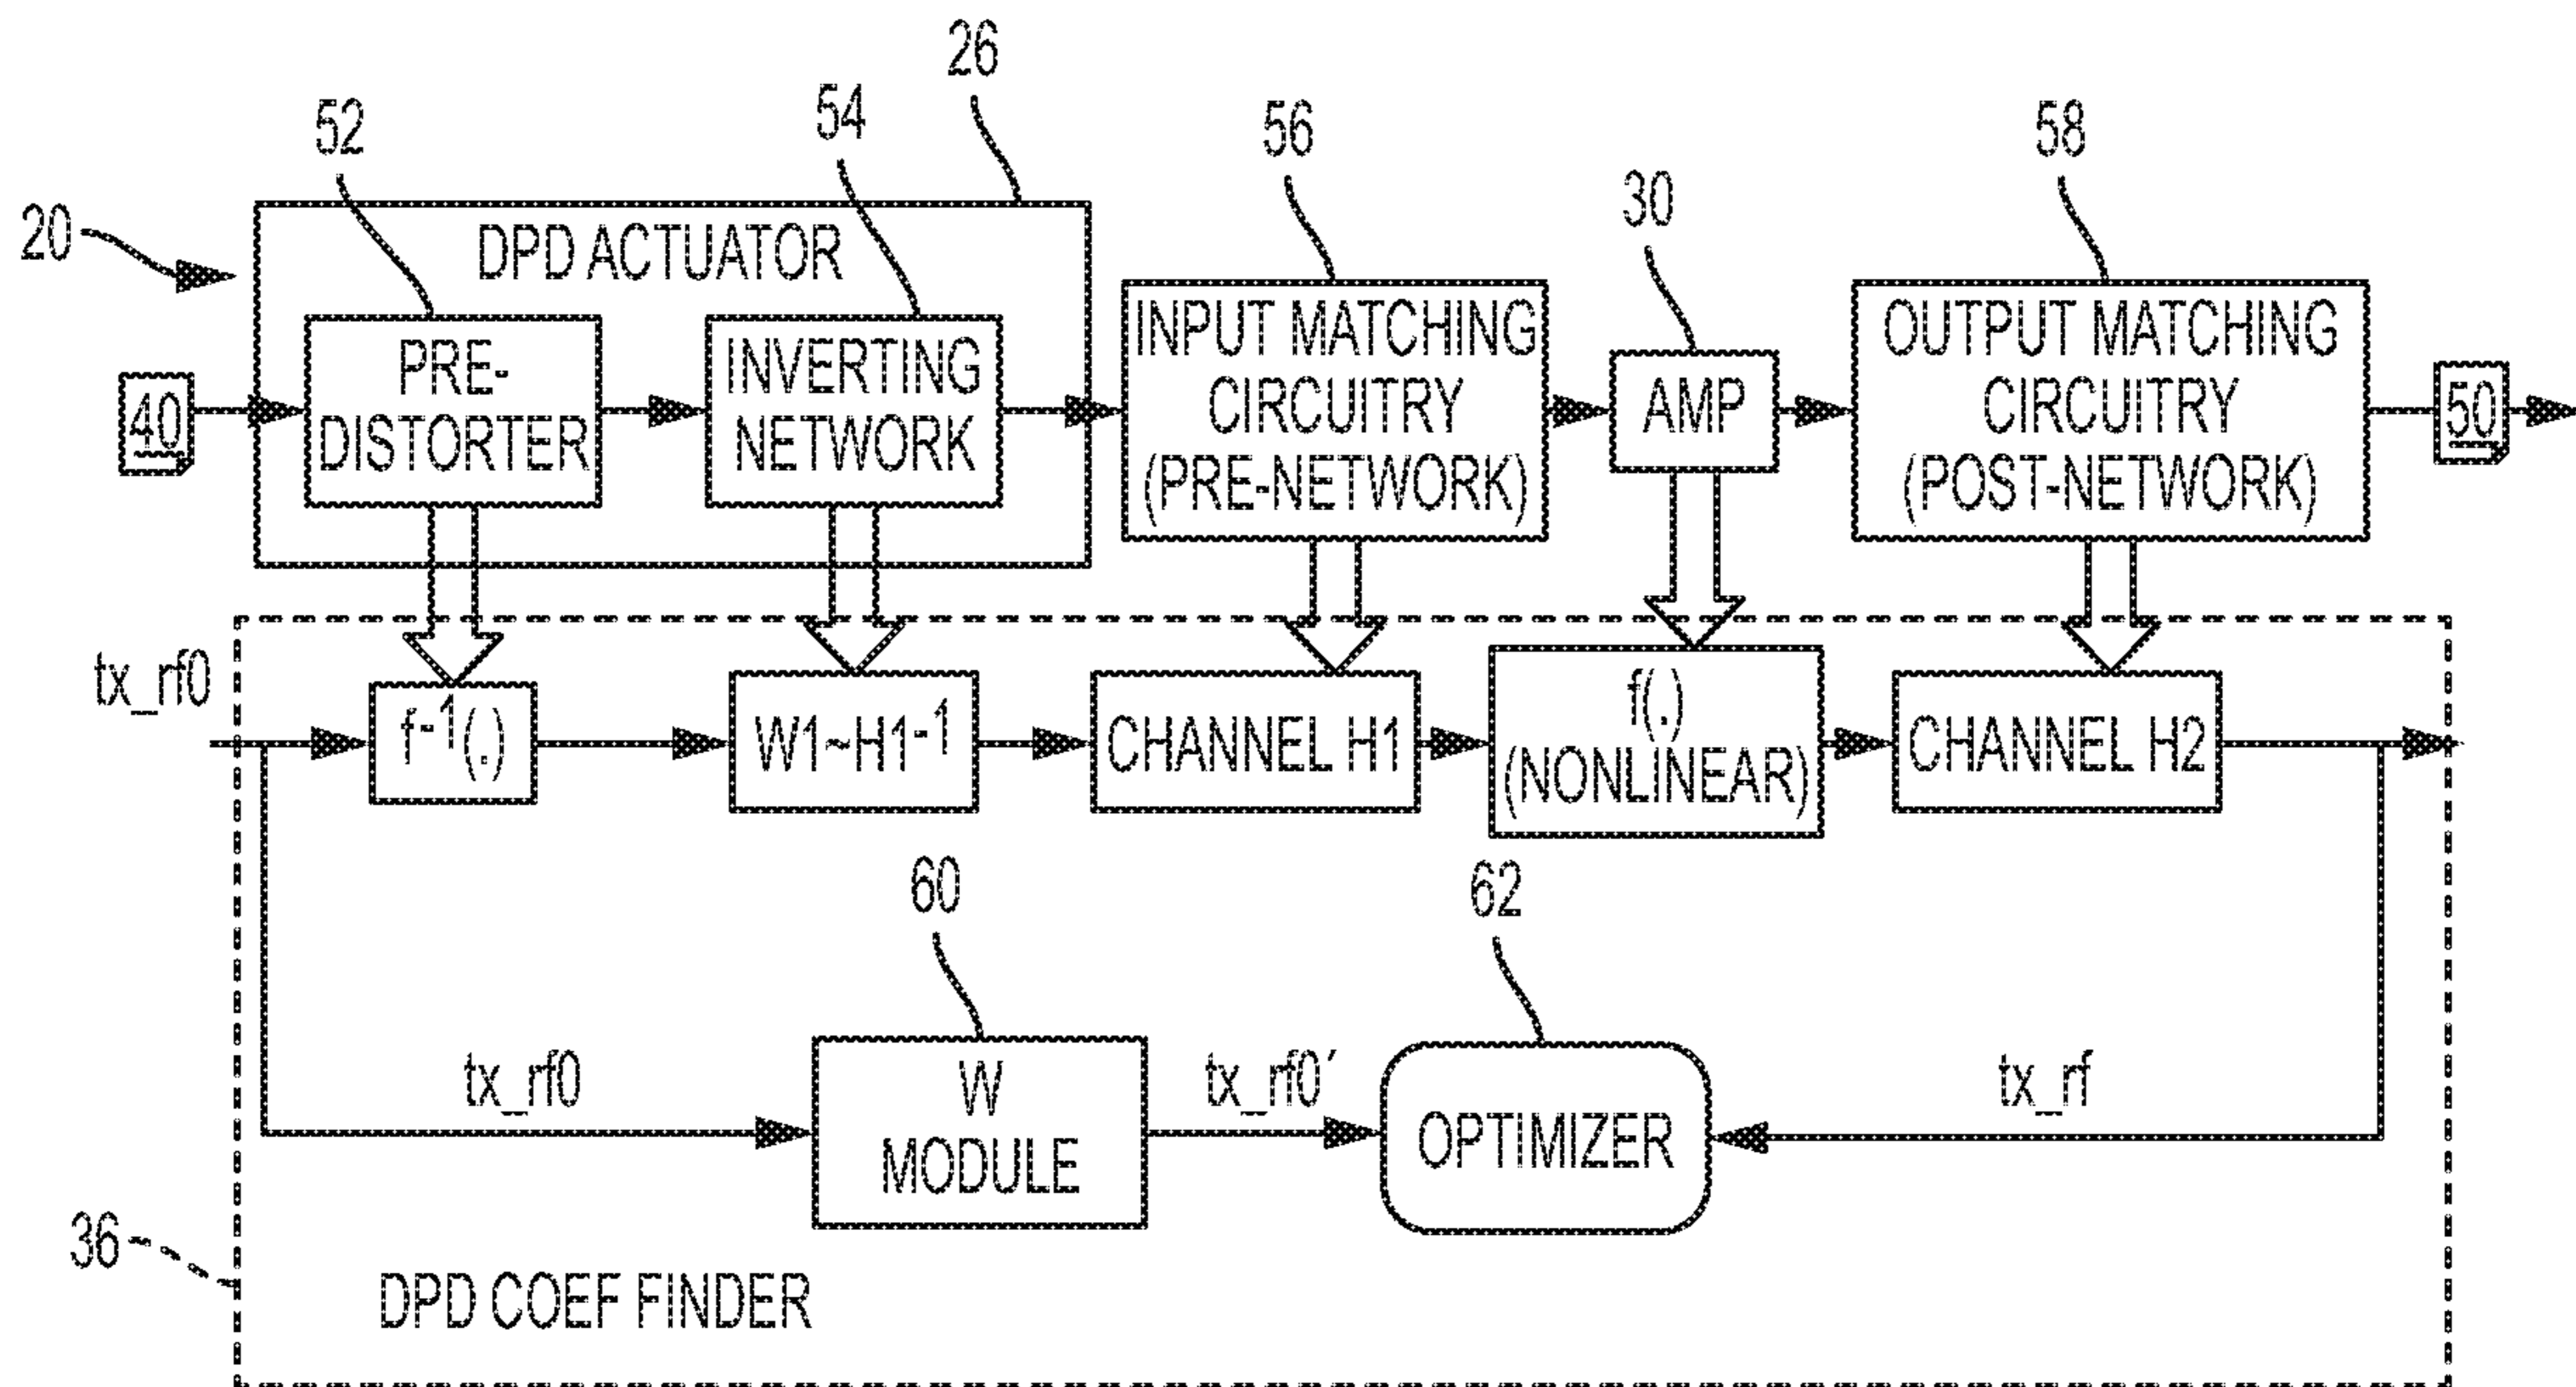 26
52
54
56
58
30
20
DPD ACTUATOR
PRE-
DISTORTER
INVERTING
NETWORK
INPUT MATCHING
CIRCUITRY
(PRE-NETWORK)
AMP
OUTPUT MATCHING
CIRCUITRY
(POST-NETWORK)
40
50
tx_rf0
f-1(.)
W1~H1-1
CHANNEL H1
f(.)
(NONLINEAR)
CHANNEL H2
60
62
tx_rf0
W
MODULE
tx_rf0′
OPTIMIZER
tx_rf
36
DPD COEF FINDER